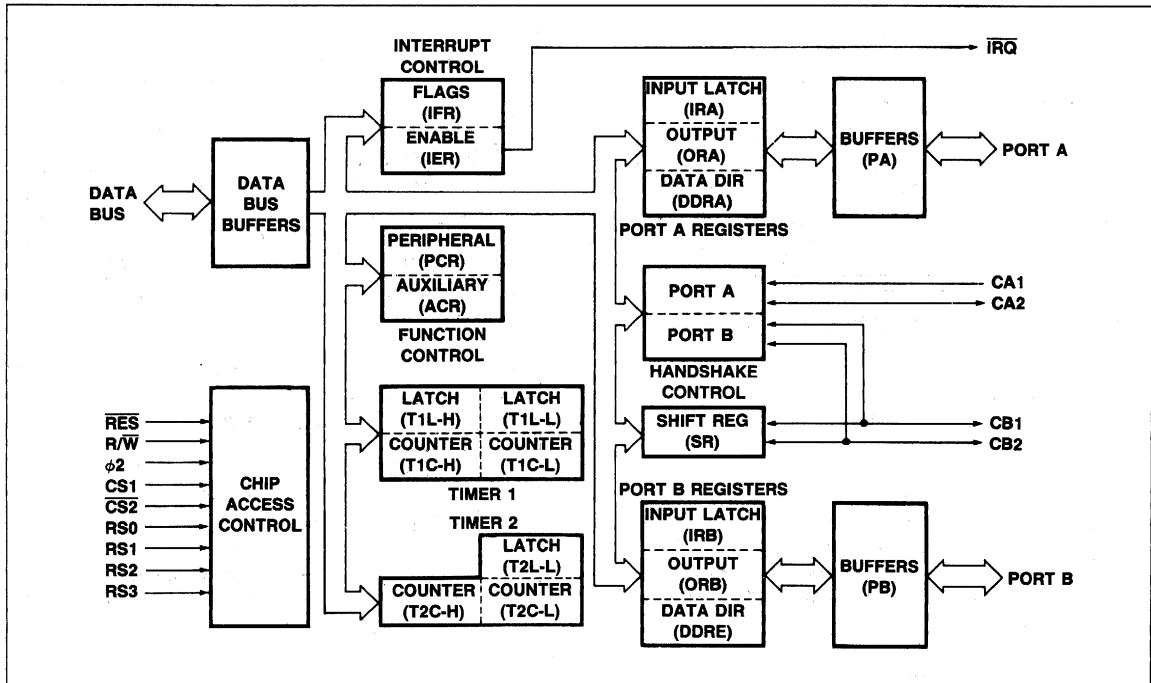 INTERRUPT
CONTROL
FLAGS
(IFR)
ENABLE
(IER)
I̅R̅Q̅
INPUT LATCH
(IRA)
OUTPUT
(ORA)
DATA DIR
(DDRA)
PORT A REGISTERS
BUFFERS
(PA)
PORT A
DATA
BUS
DATA
BUS
BUFFERS
PERIPHERAL
(PCR)
AUXILIARY
(ACR)
FUNCTION
CONTROL
PORT A
PORT B
HANDSHAKE
CONTROL
CA1
CA2
LATCH
(T1L-H)
LATCH
(T1L-L)
COUNTER
(T1C-H)
COUNTER
(T1C-L)
TIMER 1
SHIFT REG
(SR)
CB1
CB2
R̅E̅S̅
R/W̅
ϕ2
CS1
C̅S̅2̅
RS0
RS1
RS2
RS3
CHIP
ACCESS
CONTROL
TIMER 2
LATCH
(T2L-L)
COUNTER
(T2C-H)
COUNTER
(T2C-L)
PORT B REGISTERS
INPUT LATCH
(IRB)
OUTPUT
(ORB)
DATA DIR
(DDRE)
BUFFERS
(PB)
PORT B